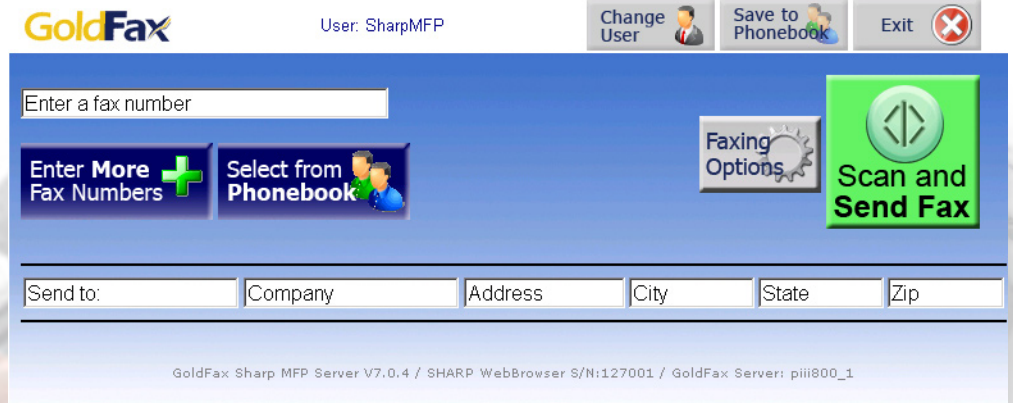 GoldFax
User: SharpMFP
Change
User
Save to
Phonebook
Exit
Enter a fax number
Enter More
Fax Numbers
Select from
Phonebook
Faxing
Options
Scan and
Send Fax
Send to:
Company
Address
City
State
Zip
GoldFax Sharp MFP Server V7.0.4 / SHARP WebBrowser S/N:127001 / GoldFax Server: piii800_1